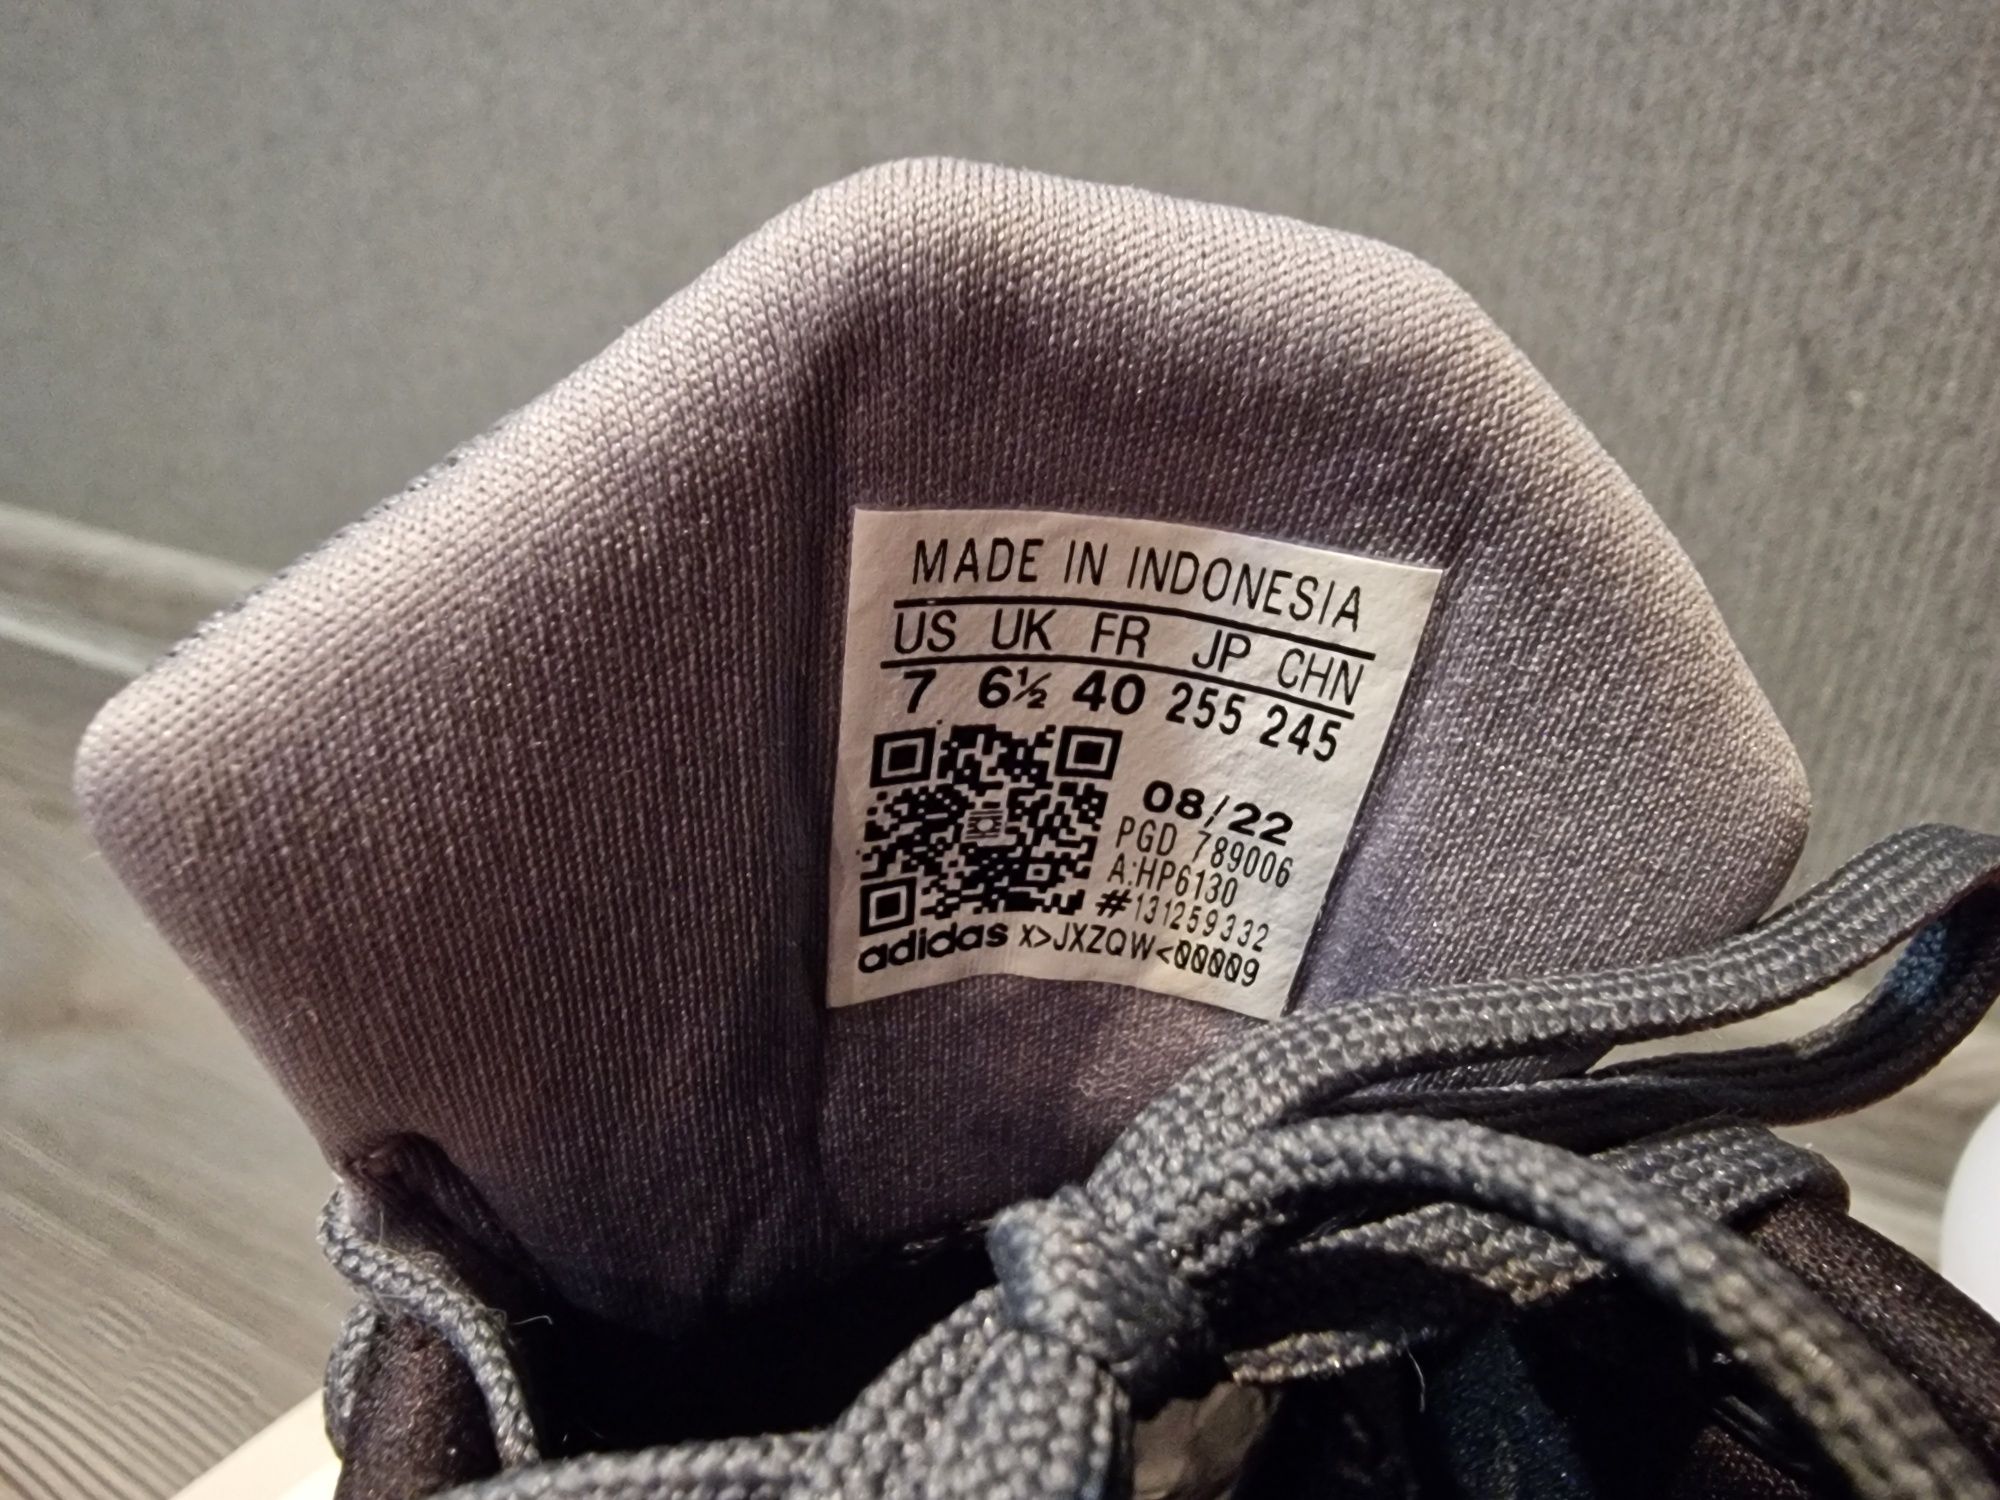 MADE IN INDONESIA
US UK FR JP CHN
7 6½ 40 255 245
08/22
PGD 789006
A:HP6130
#131259332
adidas X>JXZQW<00009